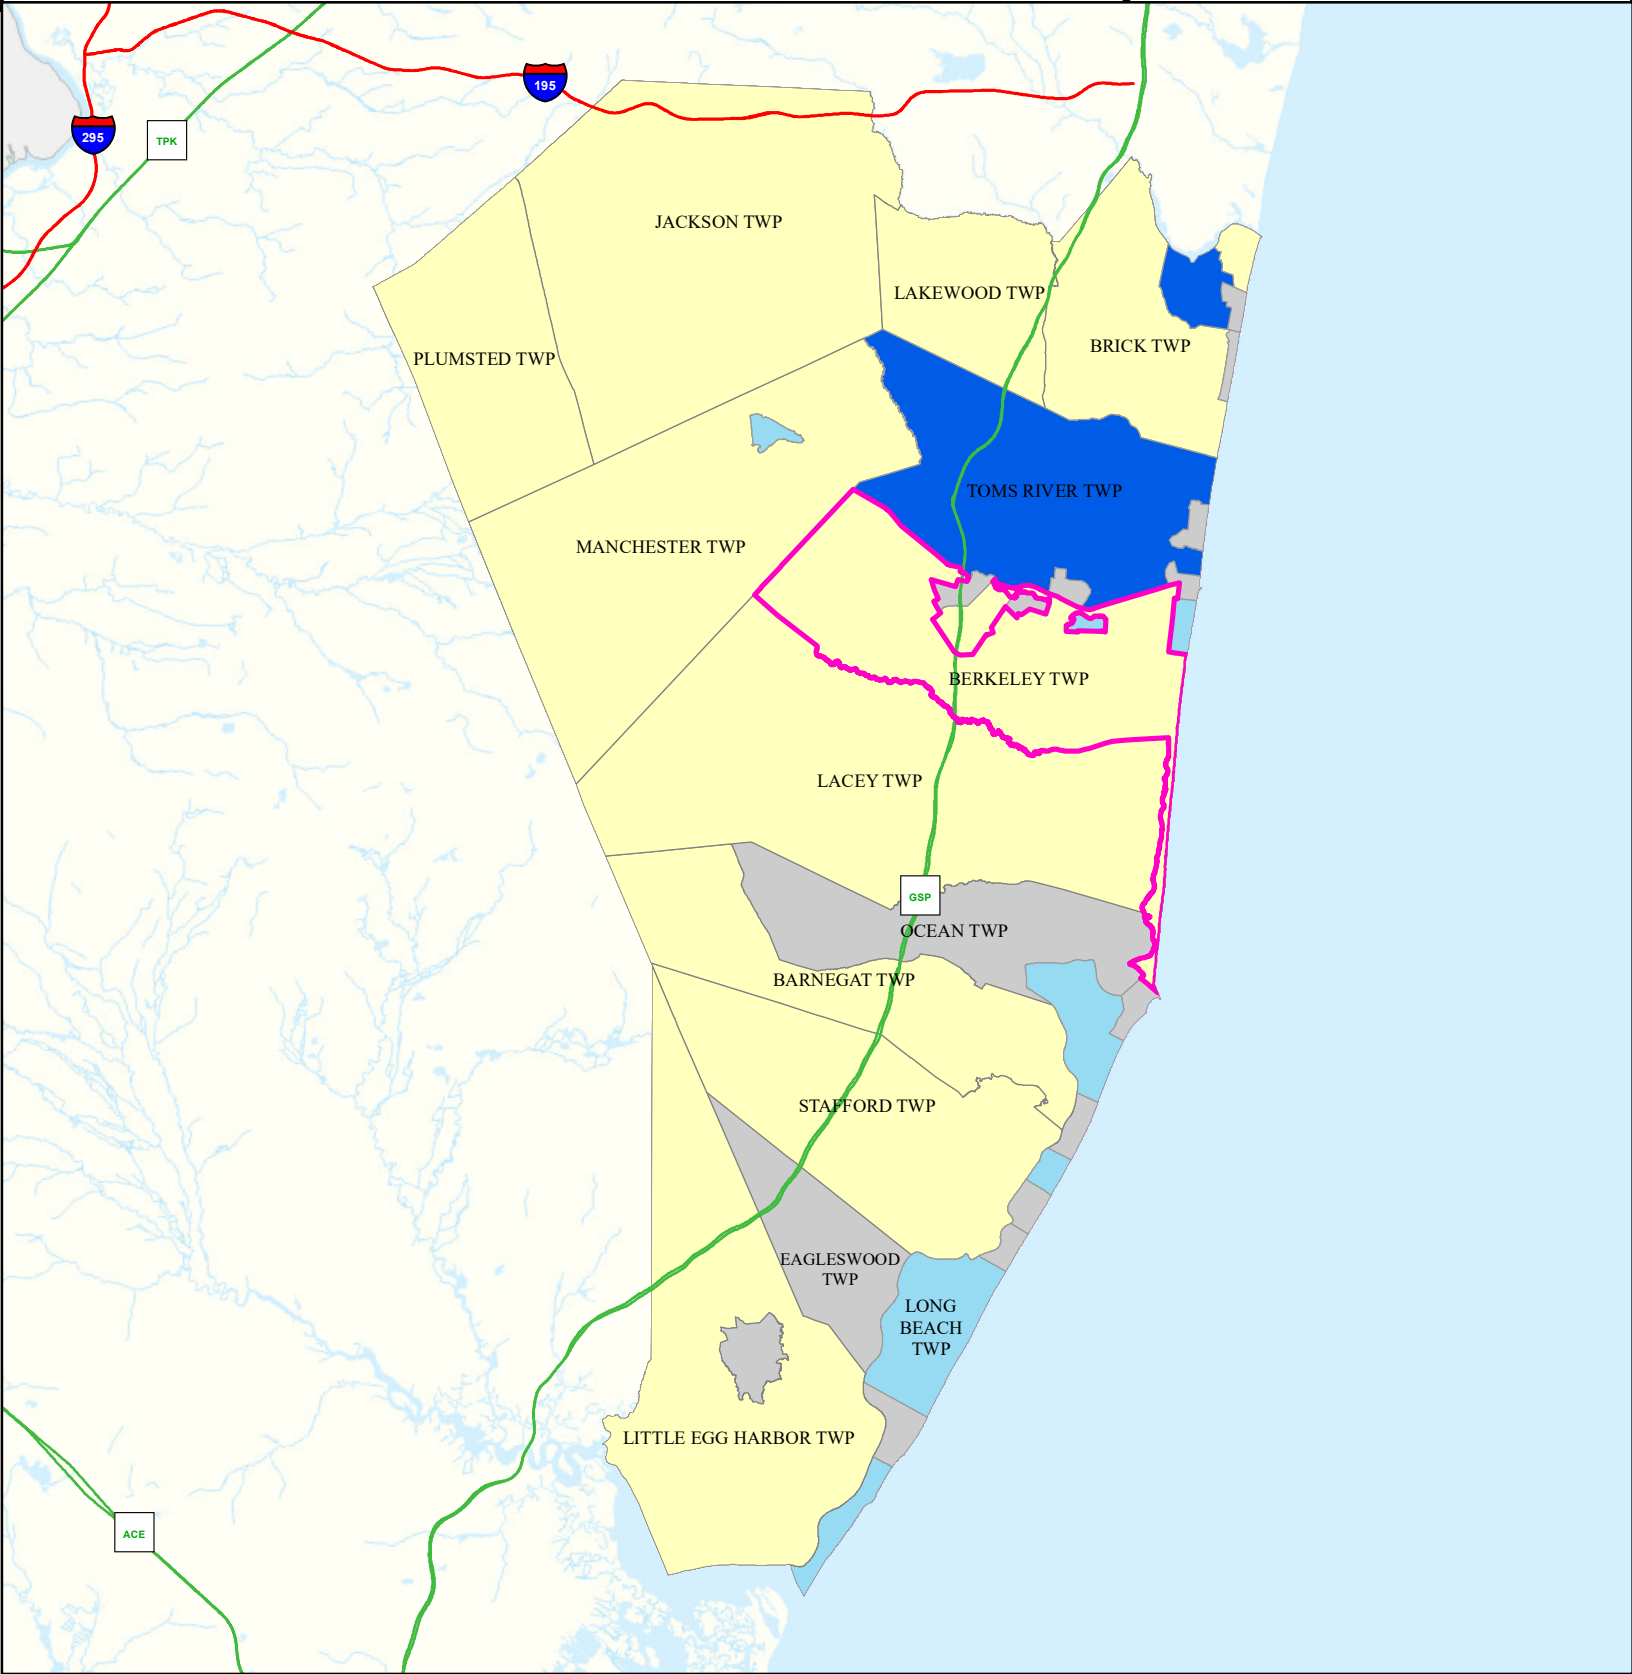 195
295
TPK
JACKSON TWP
LAKEWOOD TWP
BRICK TWP
PLUMSTED TWP
TOMS RIVER TWP
MANCHESTER TWP
BERKELEY TWP
LACEY TWP
GSP
OCEAN TWP
BARNEGAT TWP
STAFFORD TWP
EAGLESWOOD
TWP
LONG
BEACH
TWP
LITTLE EGG HARBOR TWP
ACE